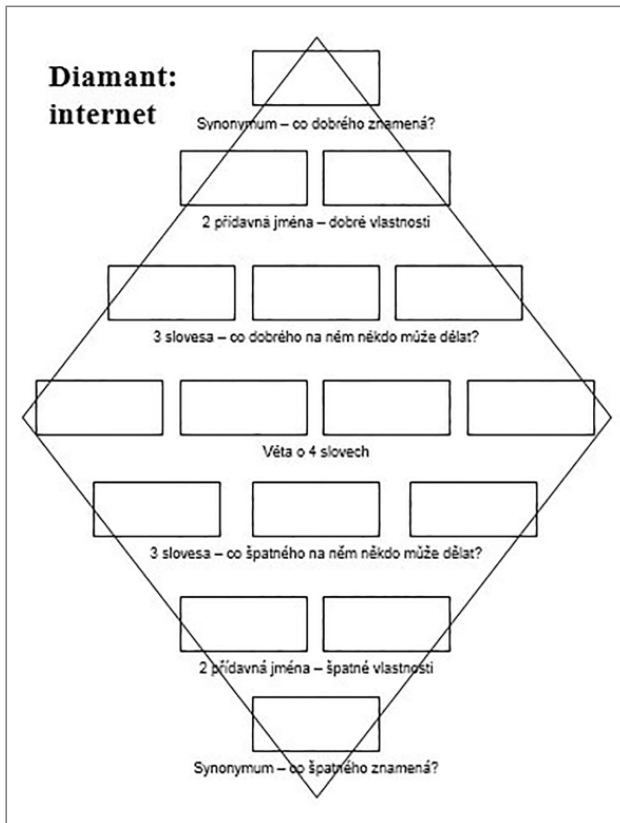 Diamant:
internet
Synonymum – co dobrého znamená?
2 přídavná jména – dobré vlastnosti
3 slovesa – co dobrého na něm někdo může dělat?
Věta o 4 slovech
3 slovesa – co špatného na něm někdo může dělat?
2 přídavná jména – špatné vlastnosti
Synonymum – co špatného znamená?